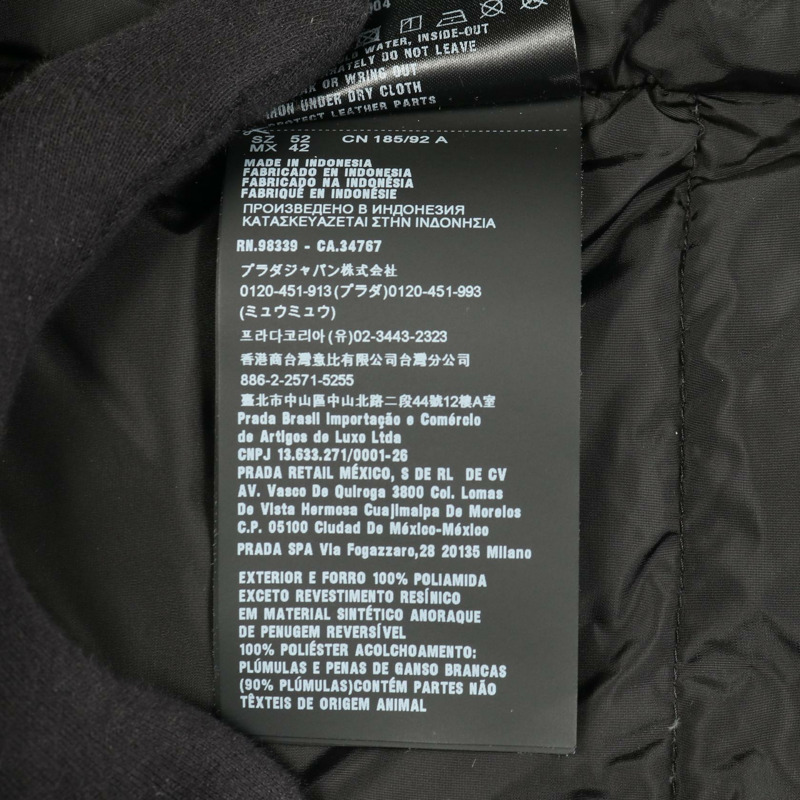 004
WATER, INSIDE-OUT
DO NOT LEAVE
OR WRING OUT
IRON UNDER DRY CLOTH
PROTECT LEATHER PARTS
SZ 52 CN 185/92 A
MX 42
MADE IN INDONESIA
FABRICADO EN INDONESIA
FABRICADO NA INDONÉSIA
FABRIQUÉ EN INDONÉSIE
ПРОИЗВЕДЕНО В ИНДОНЕЗИЯ
ΚΑΤΑΣΚΕΥΑΖΕΤΑΙ ΣΤΗΝ ΙΝΔΟΝΗΣΙΑ
RN.98339 - CA.34767
プラダジャパン株式会社
0120-451-913(プラダ)0120-451-993
(ミュウミュウ)
프라다코리아(유)02-3443-2323
香港商台灣意比有限公司台灣分公司
886-2-2571-5255
臺北市中山區中山北路二段44號12樓A室
Prada Brasil Importação e Comércio
de Artigos de Luxo Ltda
CNPJ 13.633.271/0001-26
PRADA RETAIL MÉXICO, S DE RL DE CV
AV. Vasco De Quiroga 3800 Col. Lomas
De Vista Hermosa Cuajimalpa De Morelos
C.P. 05100 Ciudad De México-México
PRADA SPA Via Fogazzaro,28 20135 Milano
EXTERIOR E FORRO 100% POLIAMIDA
EXCETO REVESTIMENTO RESÍNICO
EM MATERIAL SINTÉTICO ANORAQUE
DE PENUGEM REVERSÍVEL
100% POLIÉSTER ACOLCHOAMENTO:
PLÚMULAS E PENAS DE GANSO BRANCAS
(90% PLÚMULAS)CONTÉM PARTES NÃO
TÊXTEIS DE ORIGEM ANIMAL